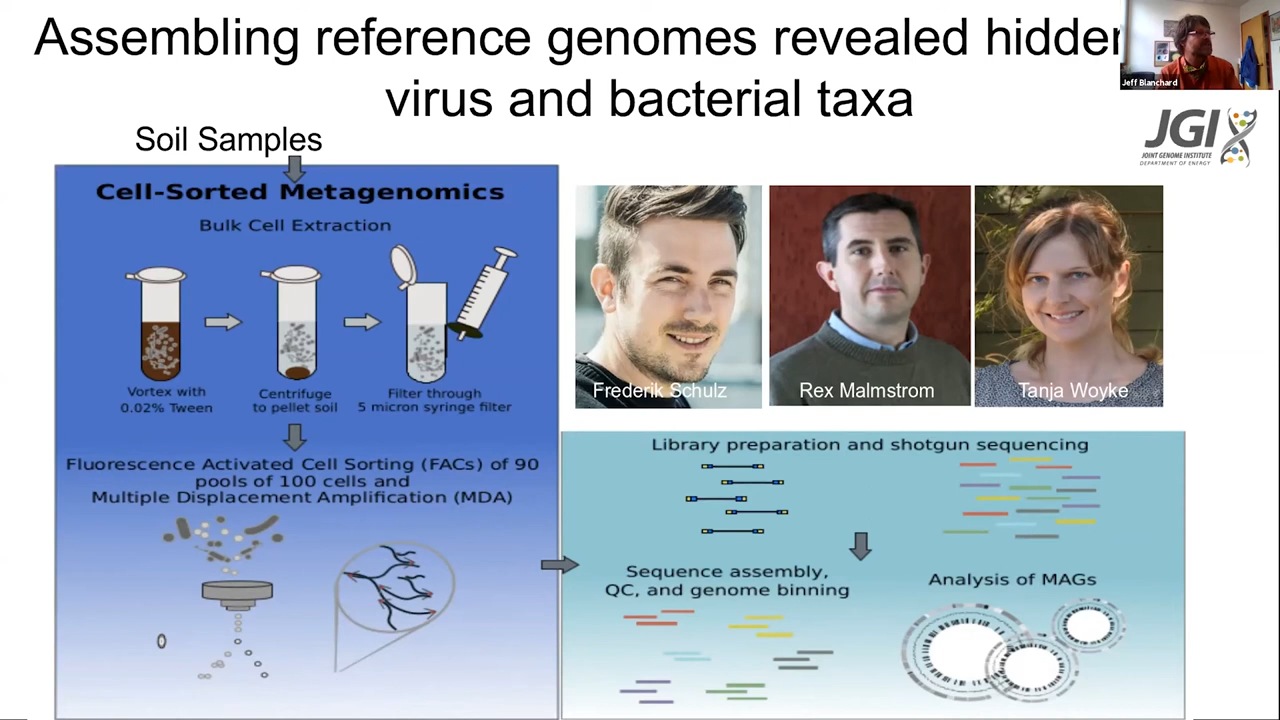 Assembling reference genomes revealed hidden
virus and bacterial taxa
Jeff Blanchard
JGI
JOINT GENOME INSTITUTE
DEPARTMENT OF ENERGY
Soil Samples
Cell-Sorted Metagenomics
Bulk Cell Extraction
Vortex with
0.02% Tween
Centrifuge
to pellet soil
Filter through
5 micron syringe filter
Fluorescence Activated Cell Sorting (FACs) of 90
pools of 100 cells and
Multiple Displacement Amplification (MDA)
Frederik Schulz
Rex Malmstrom
Tanja Woyke
Library preparation and shotgun sequencing
Sequence assembly,
QC, and genome binning
Analysis of MAGs